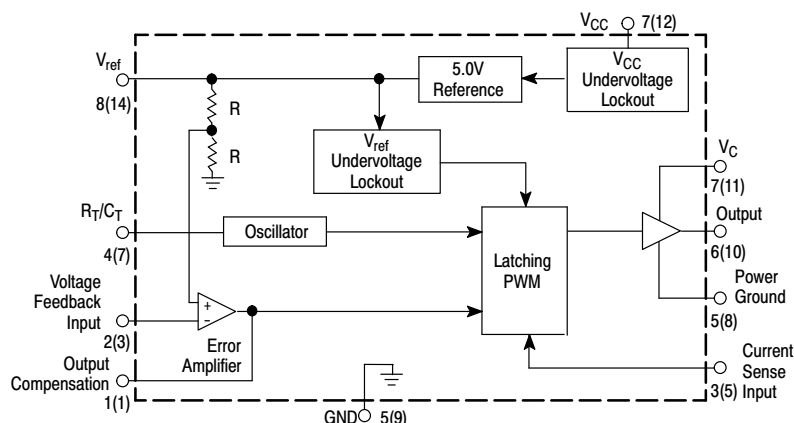 VCC 7(12)
Vref
8(14)
5.0V
Reference
VCC
Undervoltage
Lockout
R
R
Vref
Undervoltage
Lockout
VC
7(11)
RT/CT
4(7)
Oscillator
Latching
PWM
Output
6(10)
Voltage
Feedback
Input
2(3)
+
–
Error
Amplifier
Power
Ground
5(8)
Output
Compensation
1(1)
GND 5(9)
Current
Sense
Input
3(5)